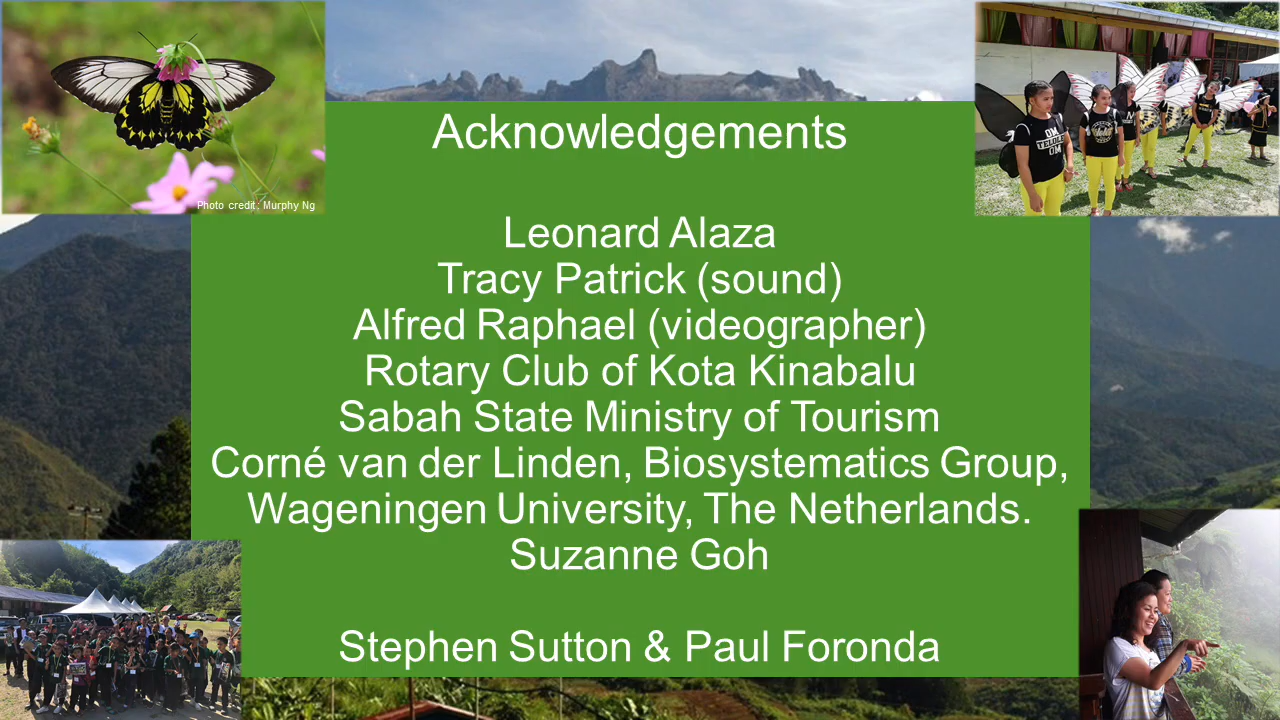 Acknowledgements
Photo credit: Murphy Ng
Leonard Alaza
Tracy Patrick (sound)
Alfred Raphael (videographer)
Rotary Club of Kota Kinabalu
Sabah State Ministry of Tourism
Corné van der Linden, Biosystematics Group,
Wageningen University, The Netherlands.
Suzanne Goh
Stephen Sutton & Paul Foronda